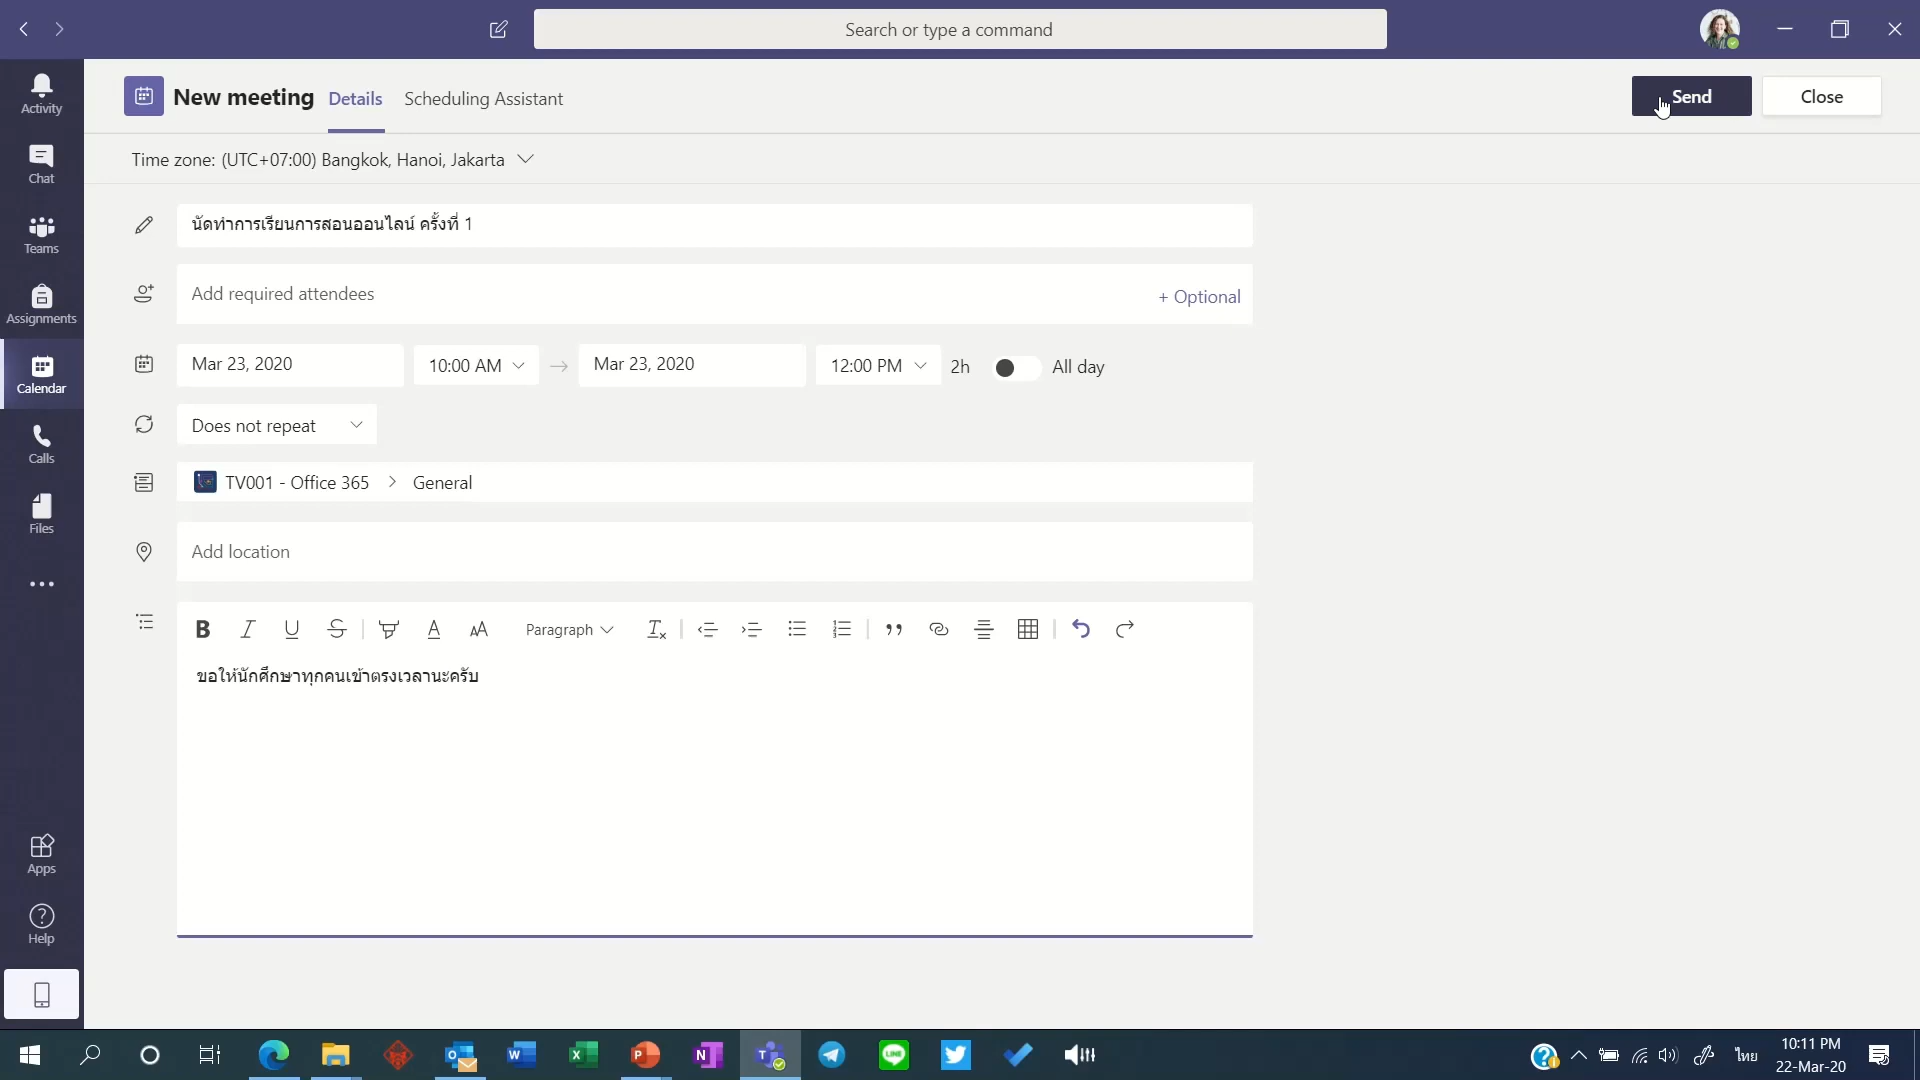 Search or type a command
Activity
Chat
Teams
Assignments
Calendar
Calls
Files
Apps
Help
New meeting Details Scheduling Assistant
Send Close
Time zone: (UTC+07:00) Bangkok, Hanoi, Jakarta
นัดทำการเรียนการสอนออนไลน์ ครั้งที่ 1
Add required attendees + Optional
Mar 23, 2020 10:00 AM → Mar 23, 2020 12:00 PM 2h All day
Does not repeat
TV001 - Office 365 > General
Add location
Paragraph
ขอให้นักศึกษาทุกคนเข้าตรงเวลานะครับ
ไทย
10:11 PM
22-Mar-20